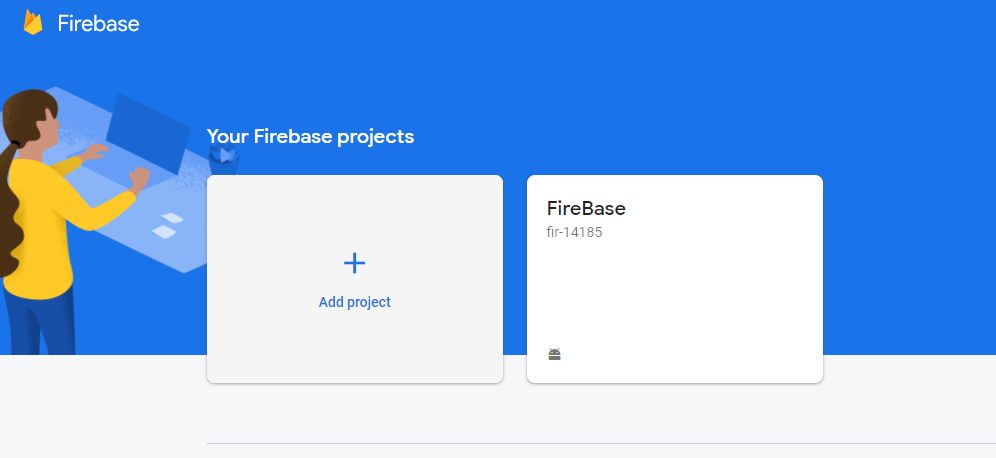 Firebase
Your Firebase projects
FireBase
fir-14185
Add project